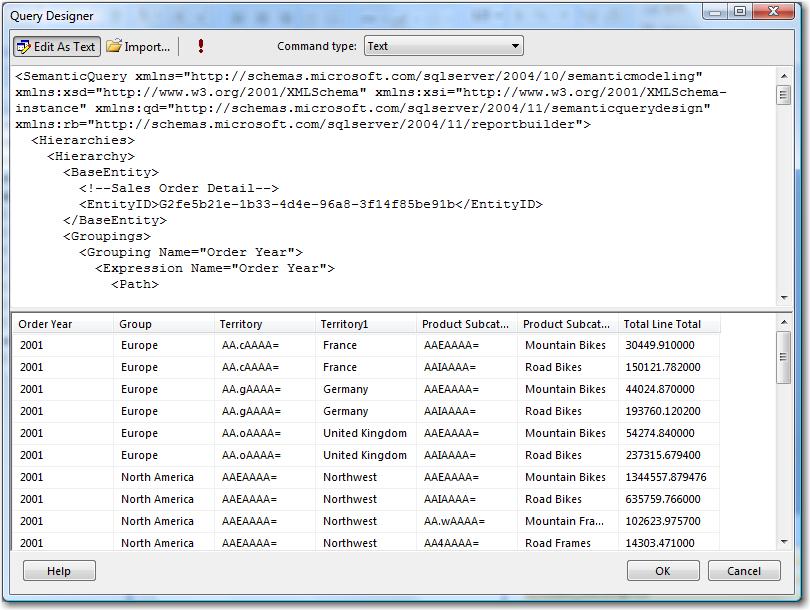 Query Designer
Edit As Text Import... ! Command type: Text
<SemanticQuery xmlns="http://schemas.microsoft.com/sqlserver/2004/10/semanticmodeling"
xmlns:xsd="http://www.w3.org/2001/XMLSchema" xmlns:xsi="http://www.w3.org/2001/XMLSchema-
instance" xmlns:qd="http://schemas.microsoft.com/sqlserver/2004/11/semanticquerydesign"
xmlns:rb="http://schemas.microsoft.com/sqlserver/2004/11/reportbuilder">
<Hierarchies>
<Hierarchy>
<BaseEntity>
<!--Sales Order Detail-->
<EntityID>G2fe5b21e-1b33-4d4e-96a8-3f14f85be91b</EntityID>
</BaseEntity>
<Groupings>
<Grouping Name="Order Year">
<Expression Name="Order Year">
<Path>
Order Year Group Territory Territory1 Product Subcat... Product Subcat... Total Line Total
2001 Europe AA.cAAAA= France AAEAAAA= Mountain Bikes 30449.910000
2001 Europe AA.cAAAA= France AAIAAAA= Road Bikes 150121.782000
2001 Europe AA.gAAAA= Germany AAEAAAA= Mountain Bikes 44024.870000
2001 Europe AA.gAAAA= Germany AAIAAAA= Road Bikes 193760.120200
2001 Europe AA.oAAAA= United Kingdom AAEAAAA= Mountain Bikes 54274.840000
2001 Europe AA.oAAAA= United Kingdom AAIAAAA= Road Bikes 237315.679400
2001 North America AAEAAAA= Northwest AAEAAAA= Mountain Bikes 1344557.879476
2001 North America AAEAAAA= Northwest AAIAAAA= Road Bikes 635759.766000
2001 North America AAEAAAA= Northwest AA.wAAAA= Mountain Fra... 102623.975700
2001 North America AAEAAAA= Northwest AA4AAAA= Road Frames 14303.471000
Help OK Cancel